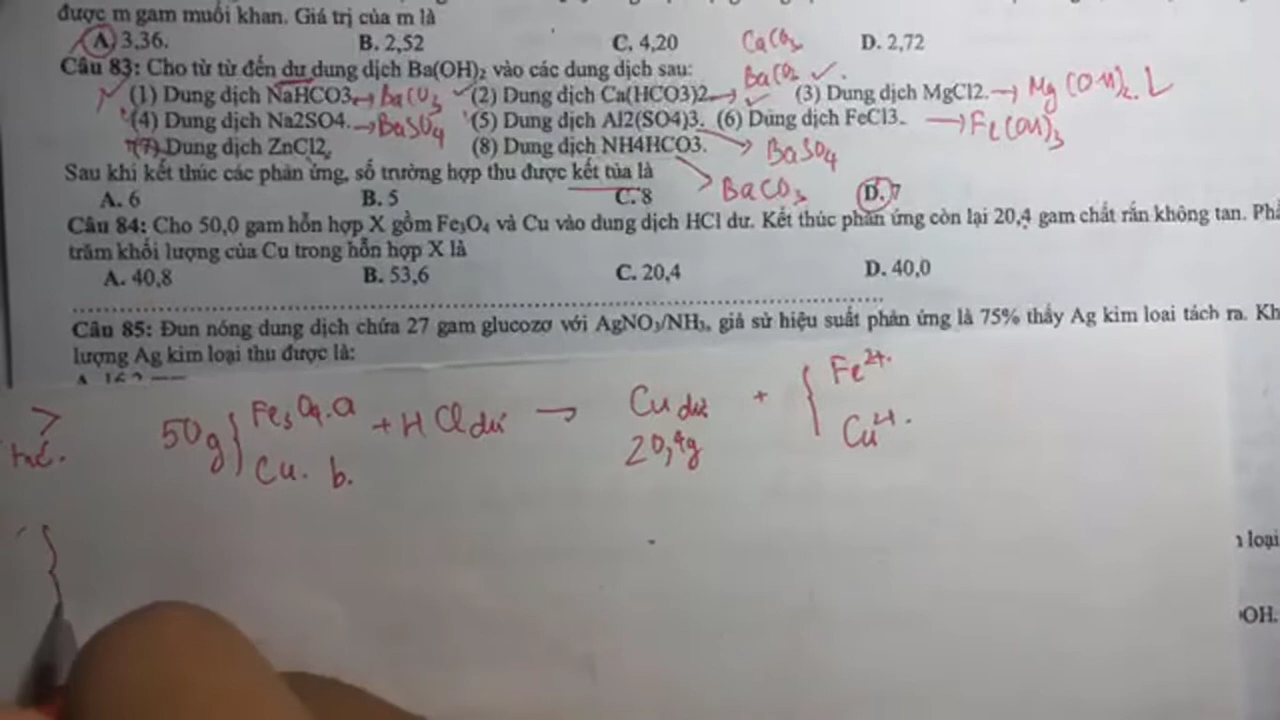 được m gam muối khan. Giá trị của m là
A. 3,36. B. 2,52 C. 4,20 D. 2,72
CaCO3
Câu 83: Cho từ từ đến dư dung dịch Ba(OH)2 vào các dung dịch sau:
BaCO3
(1) Dung dịch NaHCO3. → BaCO3 (2) Dung dịch Ca(HCO3)2 → (3) Dung dịch MgCl2. → Mg(OH)2.
(4) Dung dịch Na2SO4. → BaSO4 (5) Dung dịch Al2(SO4)3. (6) Dung dịch FeCl3. → Fe(OH)3
(7) Dung dịch ZnCl2, (8) Dung dịch NH4HCO3. BaSO4
Sau khi kết thúc các phản ứng, số trường hợp thu được kết tủa là
BaCO3
A. 6 B. 5 C. 8 D. 7
Câu 84: Cho 50,0 gam hỗn hợp X gồm Fe3O4 và Cu vào dung dịch HCl dư. Kết thúc phản ứng còn lại 20,4 gam chất rắn không tan.
trăm khối lượng của Cu trong hỗn hợp X là
A. 40,8 B. 53,6 C. 20,4 D. 40,0
Câu 85: Đun nóng dung dịch chứa 27 gam glucozơ với AgNO3/NH3, giả sử hiệu suất phản ứng là 75% thấy Ag kim loại tách ra.
lượng Ag kim loại thu được là:
50g { Fe3O4. a + HCl dư → Cu dư + { Fe2+.
Cu. b. 20,4g Cu2+.
loại
OH.